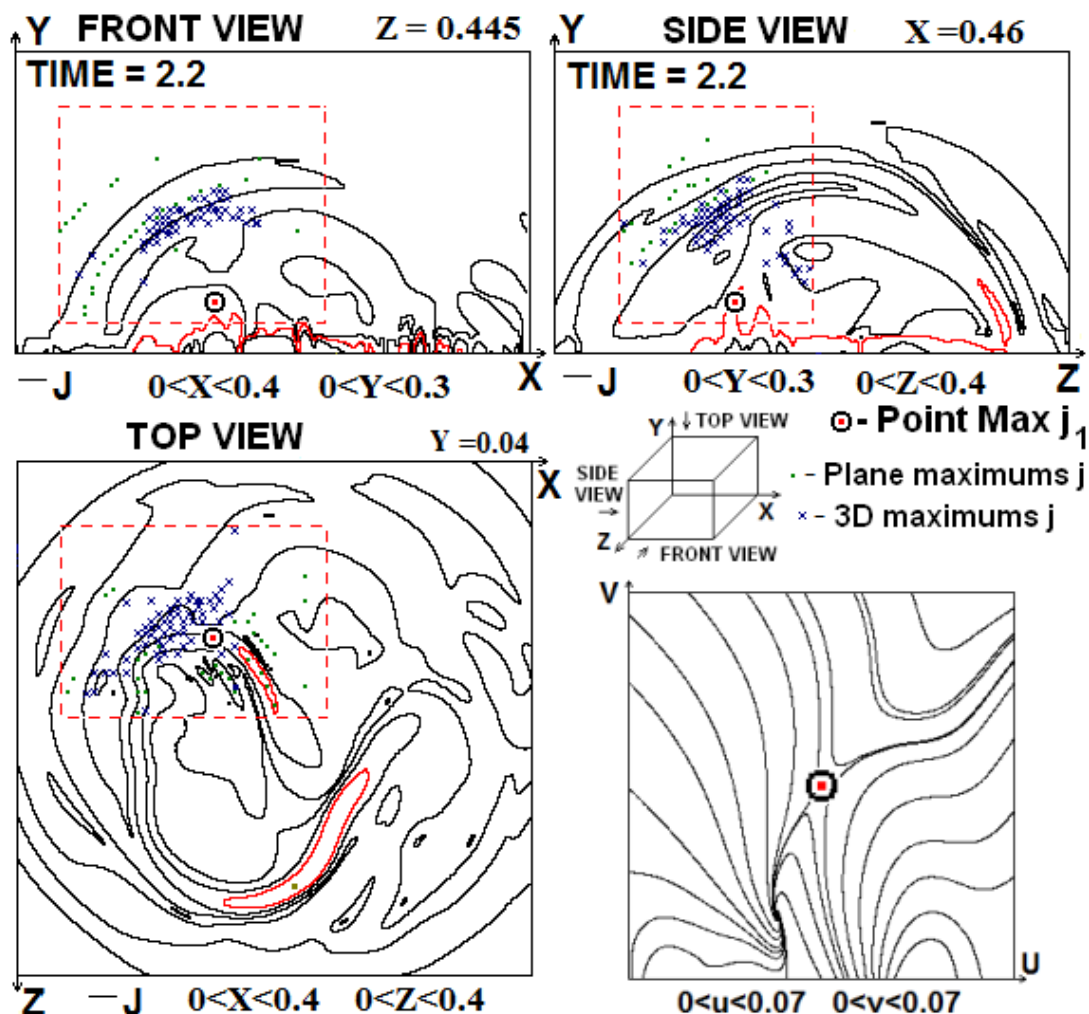 Y FRONT VIEW Z = 0.445
TIME = 2.2
—J 0<X<0.4 0<Y<0.3 X
Y SIDE VIEW X = 0.46
TIME = 2.2
—J 0<Y<0.3 0<Z<0.4 Z
TOP VIEW Y =0.04
X
Z —J 0<X<0.4 0<Z<0.4
Y ↓ TOP VIEW
SIDE
VIEW
X
Z FRONT VIEW
- Point Max j₁
- Plane maximums j
× - 3D maximums j
V
U
0<u<0.07 0<v<0.07